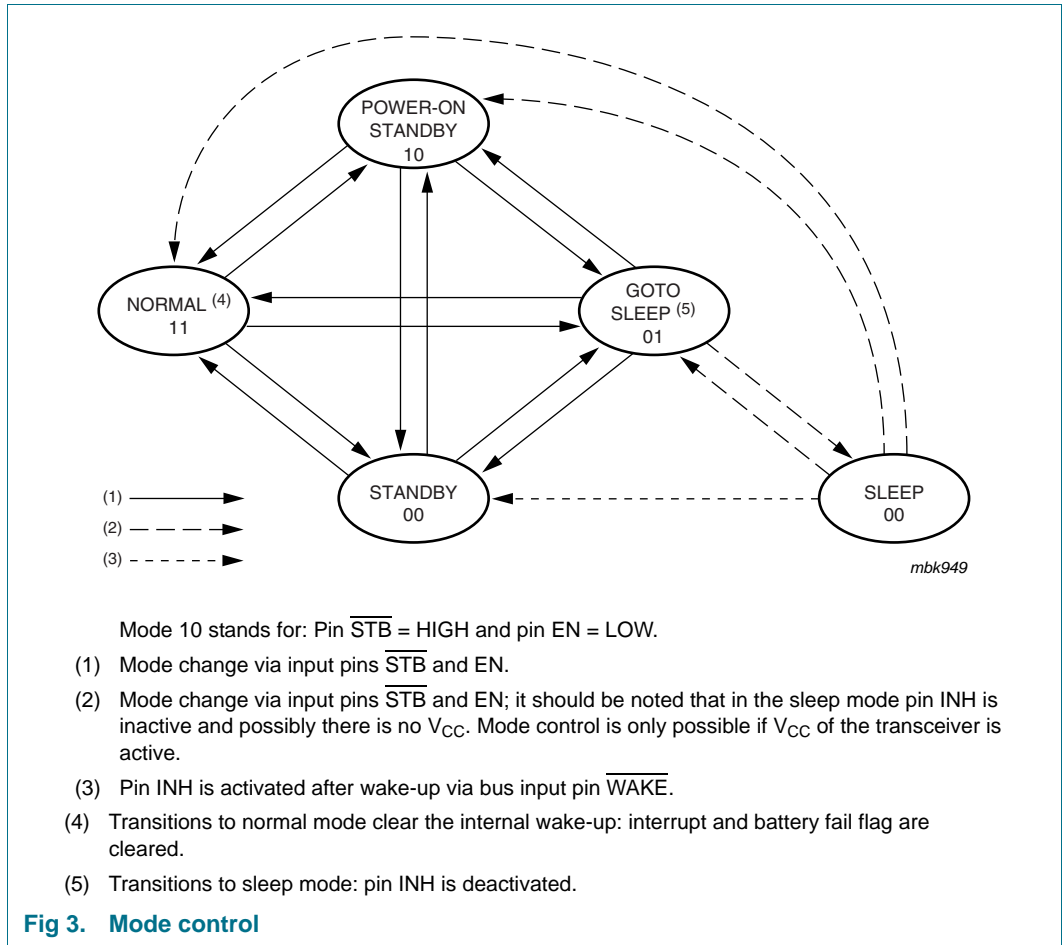 POWER-ON
STANDBY
10
NORMAL (4)
11
GOTO
SLEEP (5)
01
STANDBY
00
SLEEP
00
(1)
(2)
(3)
mbk949
Mode 10 stands for: Pin STB = HIGH and pin EN = LOW.
(1) Mode change via input pins STB and EN.
(2) Mode change via input pins STB and EN; it should be noted that in the sleep mode pin INH is
inactive and possibly there is no VCC. Mode control is only possible if VCC of the transceiver is
active.
(3) Pin INH is activated after wake-up via bus input pin WAKE.
(4) Transitions to normal mode clear the internal wake-up: interrupt and battery fail flag are
cleared.
(5) Transitions to sleep mode: pin INH is deactivated.
Fig 3. Mode control